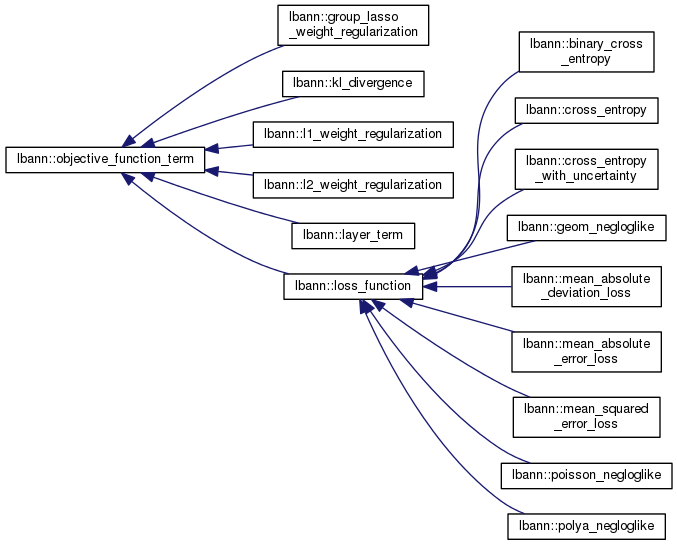 lbann::group_lasso
_weight_regularization
lbann::kl_divergence
lbann::l1_weight_regularization
lbann::objective_function_term
lbann::l2_weight_regularization
lbann::layer_term
lbann::loss_function
lbann::binary_cross
_entropy
lbann::cross_entropy
lbann::cross_entropy
_with_uncertainty
lbann::geom_negloglike
lbann::mean_absolute
_deviation_loss
lbann::mean_absolute
_error_loss
lbann::mean_squared
_error_loss
lbann::poisson_negloglike
lbann::polya_negloglike